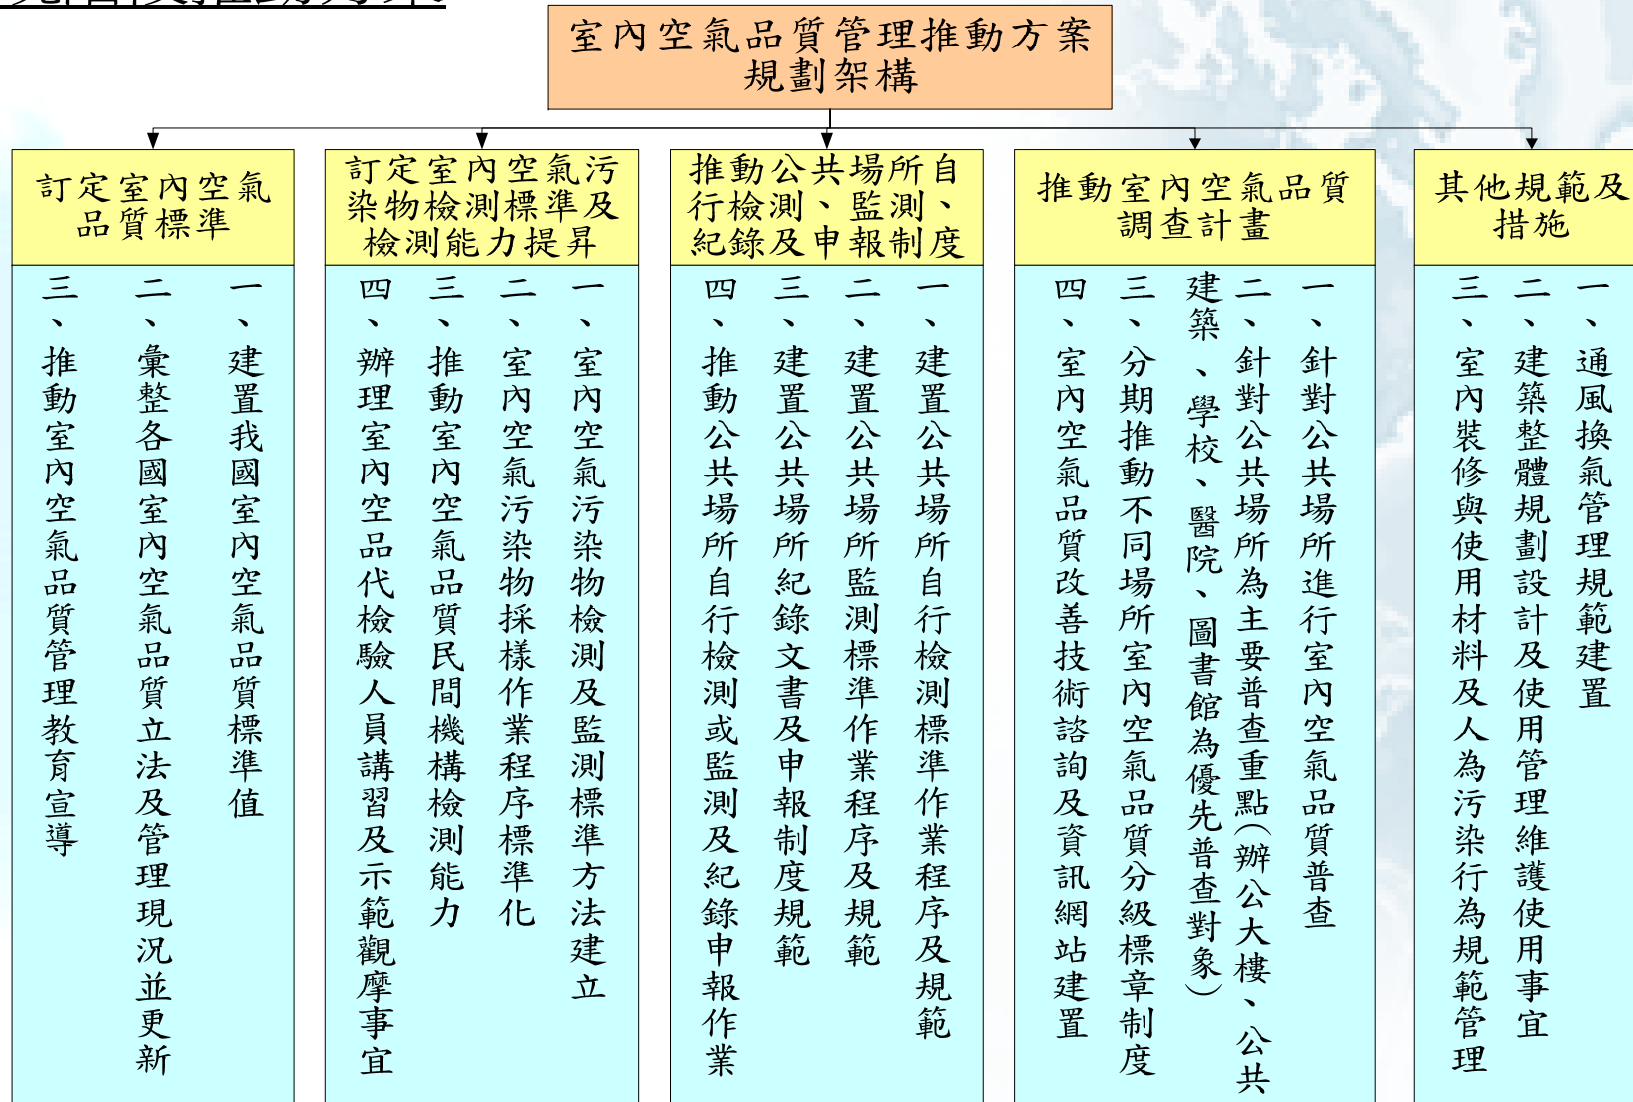 室內空氣品質管理推動方案
規劃架構
訂定室內空氣
品質標準
一、建置我國室內空氣品質標準值
二、彙整各國室內空氣品質立法及管理現況並更新
三、推動室內空氣品質管理教育宣導
訂定室內空氣污
染物檢測標準及
檢測能力提昇
一、室內空氣污染物檢測及監測標準方法建立
二、室內空氣污染物採樣作業程序標準化
三、推動室內空氣品質民間機構檢測能力
四、辦理室內空品代檢驗人員講習及示範觀摩事宜
推動公共場所自
行檢測、監測、
紀錄及申報制度
一、建置公共場所自行檢測標準作業程序及規範
二、建置公共場所監測標準作業程序及規範
三、建置公共場所紀錄文書及申報制度規範
四、推動公共場所自行檢測或監測及紀錄申報作業
推動室內空氣品質
調查計畫
一、針對公共場所進行室內空氣品質普查
二、針對公共場所為主要普查重點(辦公大樓、公共
建築、學校、醫院、圖書館為優先普查對象)
三、分期推動不同場所室內空氣品質分級標章制度
四、室內空氣品質改善技術諮詢及資訊網站建置
其他規範及
措施
一、通風換氣管理規範建置
二、建築整體規劃設計及使用管理維護使用事宜
三、室內裝修與使用材料及人為污染行為規範管理